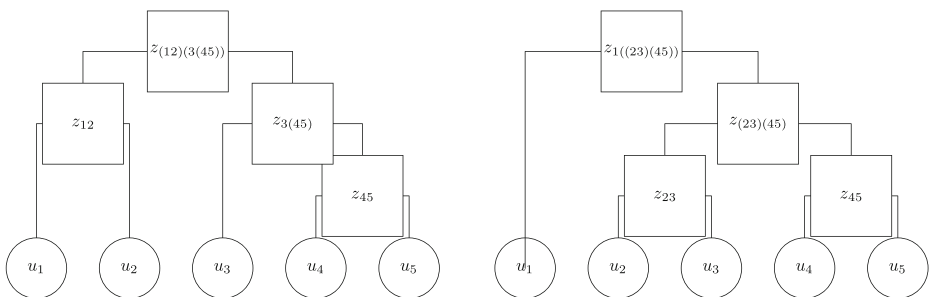 z_{(12)(3(45))} z_{1((23)(45))}
z_{12} z_{3(45)} z_{(23)(45)}
z_{45} z_{23} z_{45}
u_1 u_2 u_3 u_4 u_5 u_1 u_2 u_3 u_4 u_5